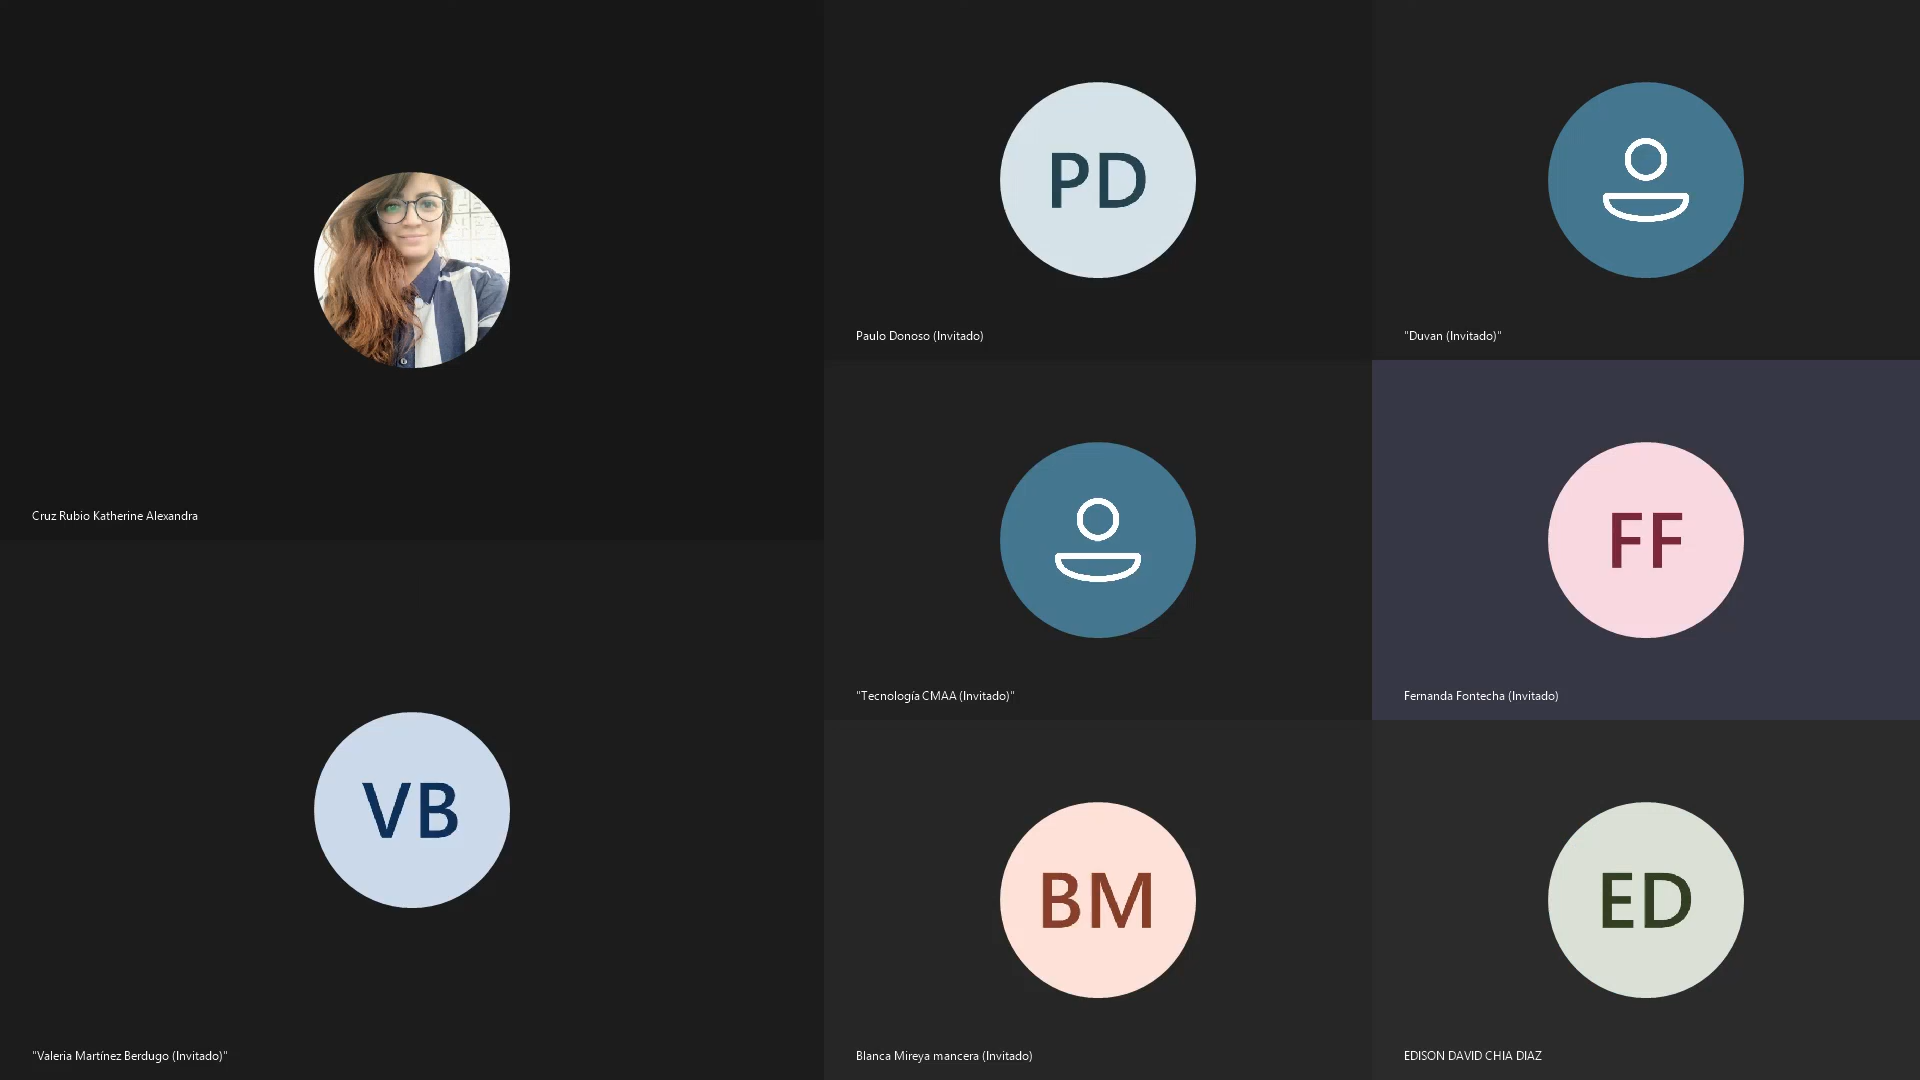 Cruz Rubio Katherine Alexandra
PD
Paulo Donoso (Invitado)
"Duvan (Invitado)"
"Tecnología CMAA (Invitado)"
FF
Fernanda Fontecha (Invitado)
VB
"Valeria Martínez Berdugo (Invitado)"
BM
Blanca Mireya mancera (Invitado)
ED
EDISON DAVID CHIA DIAZ